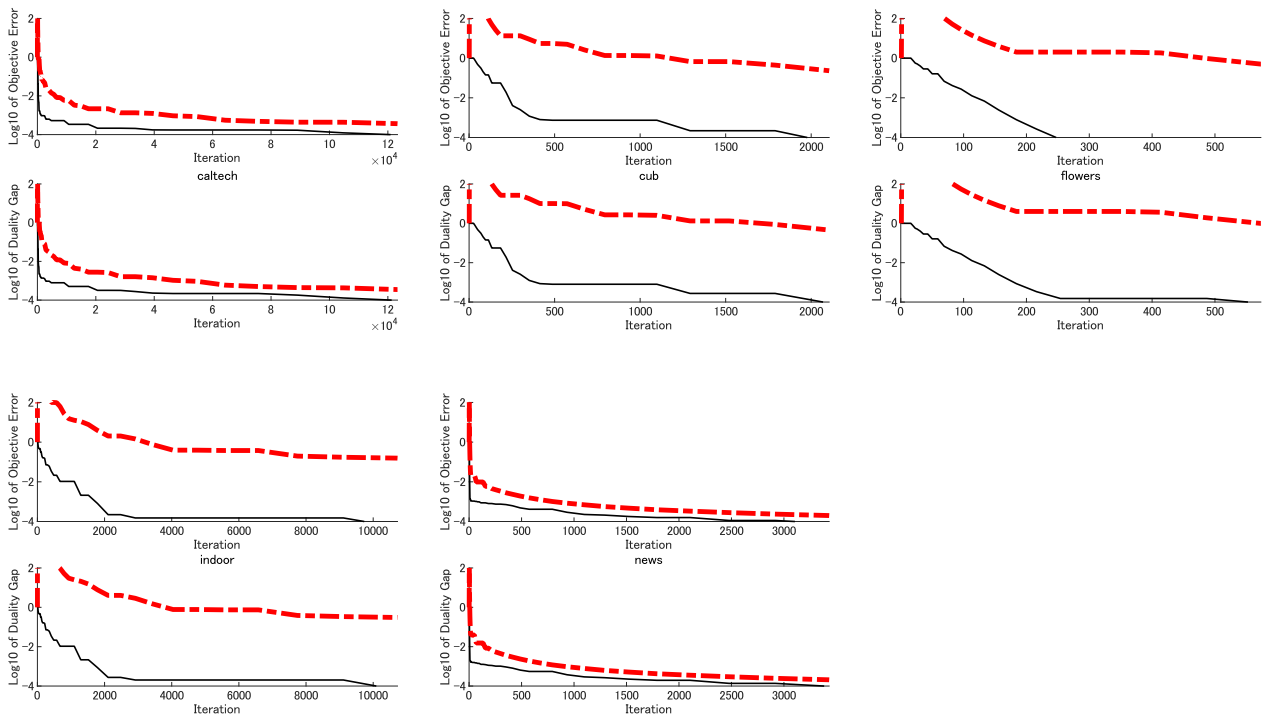 Log10 of Objective Error
2
0
−2
−4
0 2 4 6 8 10 12
Iteration
×10⁴
Log10 of Objective Error
2
0
−2
−4
0 500 1000 1500 2000
Iteration
Log10 of Objective Error
2
0
−2
−4
0 100 200 300 400 500
Iteration
caltech
cub
flowers
Log10 of Duality Gap
2
0
−2
−4
0 2 4 6 8 10 12
Iteration
×10⁴
Log10 of Duality Gap
2
0
−2
−4
0 500 1000 1500 2000
Iteration
Log10 of Duality Gap
2
0
−2
−4
0 100 200 300 400 500
Iteration
Log10 of Objective Error
2
0
−2
−4
0 2000 4000 6000 8000 10000
Iteration
Log10 of Objective Error
2
0
−2
−4
0 500 1000 1500 2000 2500 3000
Iteration
indoor
news
Log10 of Duality Gap
2
0
−2
−4
0 2000 4000 6000 8000 10000
Iteration
Log10 of Duality Gap
2
0
−2
−4
0 500 1000 1500 2000 2500 3000
Iteration